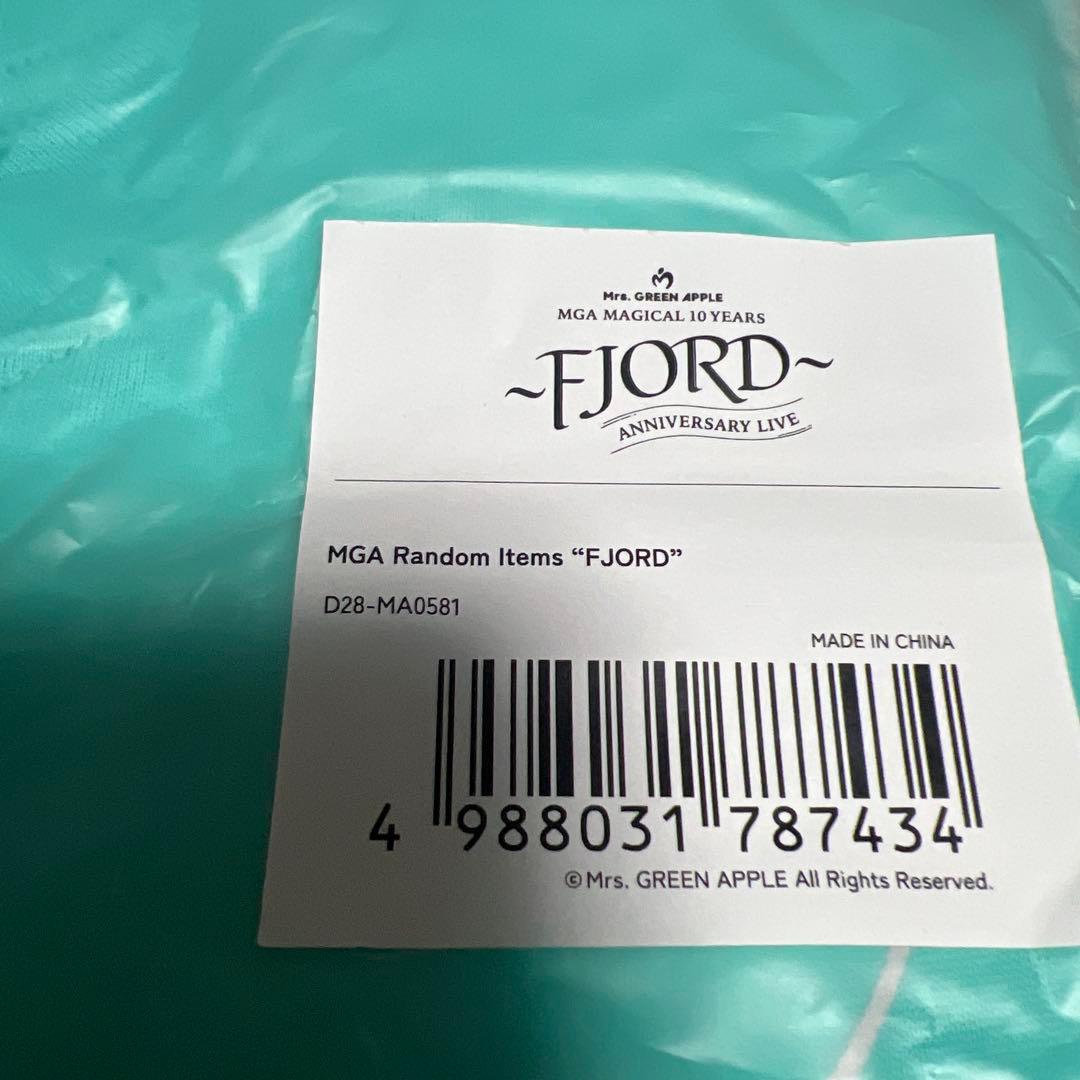 Mrs. GREEN APPLE
MGA MAGICAL 10 YEARS
~FJORD~
ANNIVERSARY LIVE
MGA Random Items “FJORD”
D28-MA0581
MADE IN CHINA
4 988031 787434
©Mrs. GREEN APPLE All Rights Reserved.